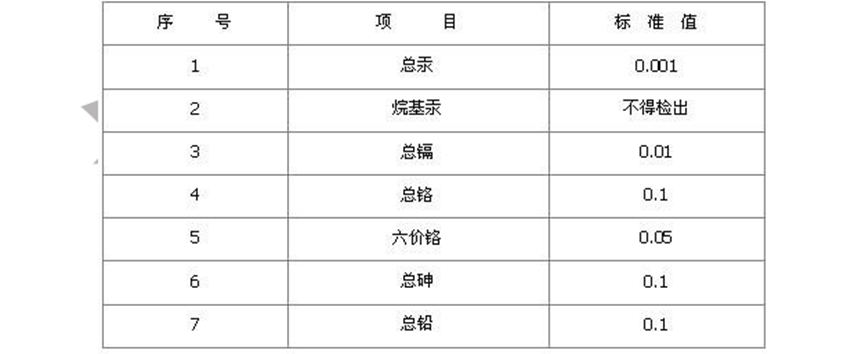 序 号 项 目 标 准 值
1 总汞 0.001
2 烷基汞 不得检出
3 总镉 0.01
4 总铬 0.1
5 六价铬 0.05
6 总砷 0.1
7 总铅 0.1